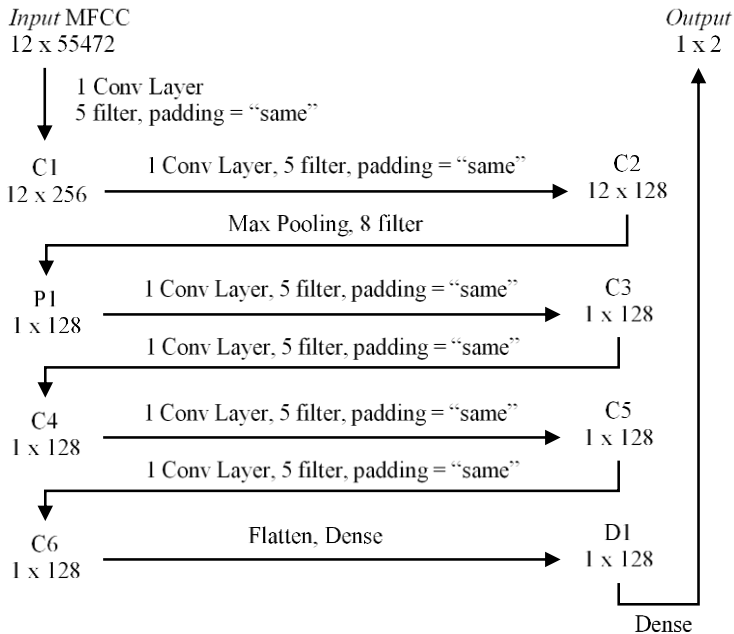 Input MFCC
12 x 55472
Output
1 x 2
1 Conv Layer
5 filter, padding = “same”
C1
12 x 256
1 Conv Layer, 5 filter, padding = “same”
C2
12 x 128
Max Pooling, 8 filter
P1
1 x 128
1 Conv Layer, 5 filter, padding = “same”
C3
1 x 128
1 Conv Layer, 5 filter, padding = “same”
C4
1 x 128
1 Conv Layer, 5 filter, padding = “same”
C5
1 x 128
1 Conv Layer, 5 filter, padding = “same”
C6
1 x 128
Flatten, Dense
D1
1 x 128
Dense